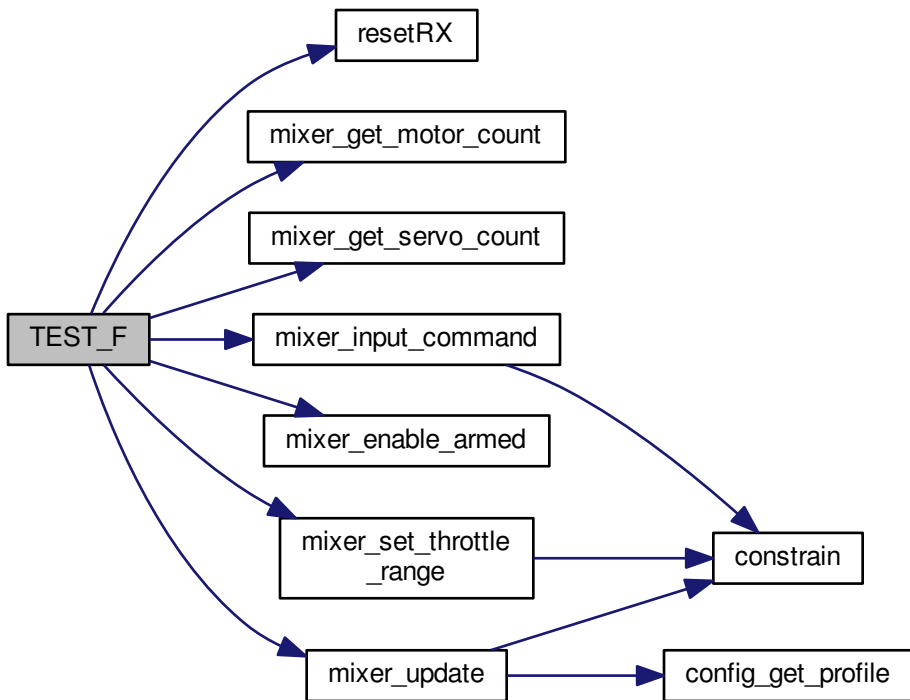 resetRX
mixer_get_motor_count
mixer_get_servo_count
TEST_F
mixer_input_command
mixer_enable_armed
mixer_set_throttle
_range
constrain
mixer_update
config_get_profile